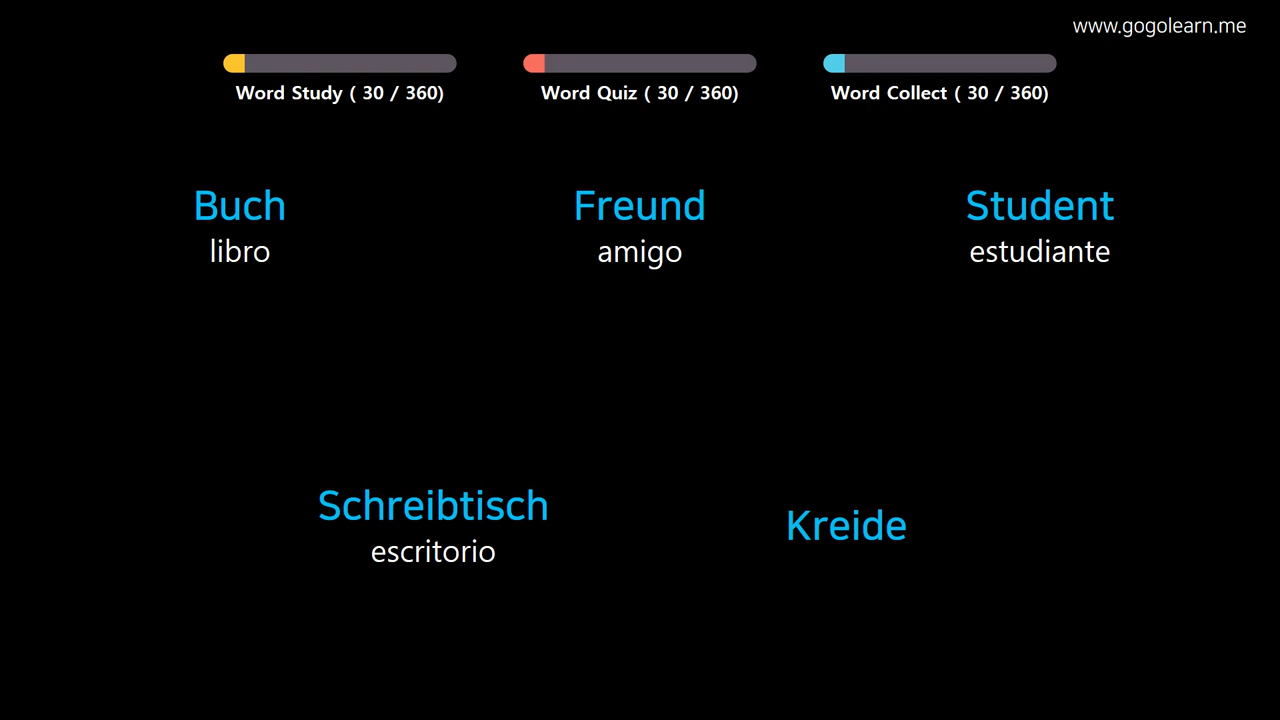 www.gogolearn.me
Word Study ( 30 / 360)
Word Quiz ( 30 / 360)
Word Collect ( 30 / 360)
Buch
libro
Freund
amigo
Student
estudiante
Schreibtisch
escritorio
Kreide